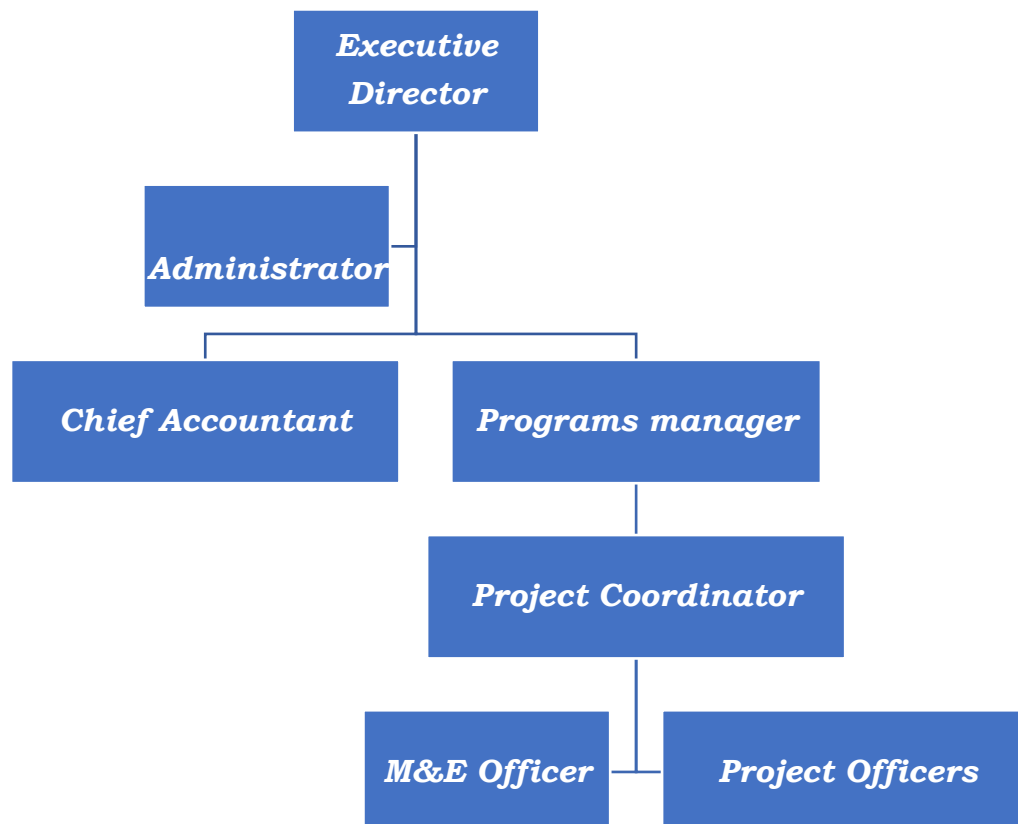 Executive
Director
Administrator
Chief Accountant
Programs manager
Project Coordinator
M&E Officer
Project Officers